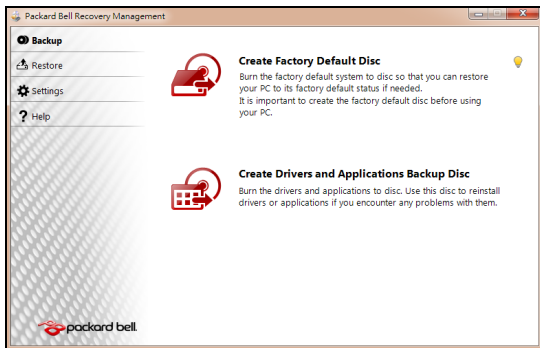 Packard Bell Recovery Management
Backup
Restore
Settings
Help
Create Factory Default Disc
Burn the factory default system to disc so that you can restore
your PC to its factory default status if needed.
It is important to create the factory default disc before using
your PC.
Create Drivers and Applications Backup Disc
Burn the drivers and applications to disc. Use this disc to reinstall
drivers or applications if you encounter any problems with them.
packard bell.